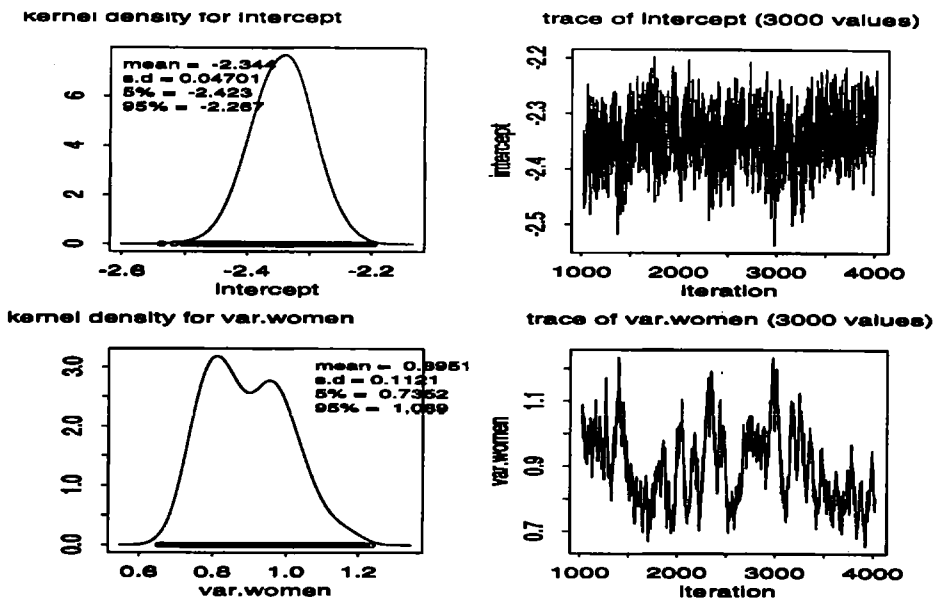 kernel density for intercept
mean = -2.344
s.d = 0.04701
5% = -2.423
95% = -2.267
0 2 4 6
-2.6 -2.4 -2.2
intercept
trace of intercept (3000 values)
intercept
-2.5 -2.4 -2.3 -2.2
1000 2000 3000 4000
iteration
kernel density for var.women
mean = 0.8951
s.d = 0.1121
5% = 0.7352
95% = 1.089
0.0 1.0 2.0 3.0
0.6 0.8 1.0 1.2
var.women
trace of var.women (3000 values)
var.women
0.7 0.9 1.1
1000 2000 3000 4000
iteration